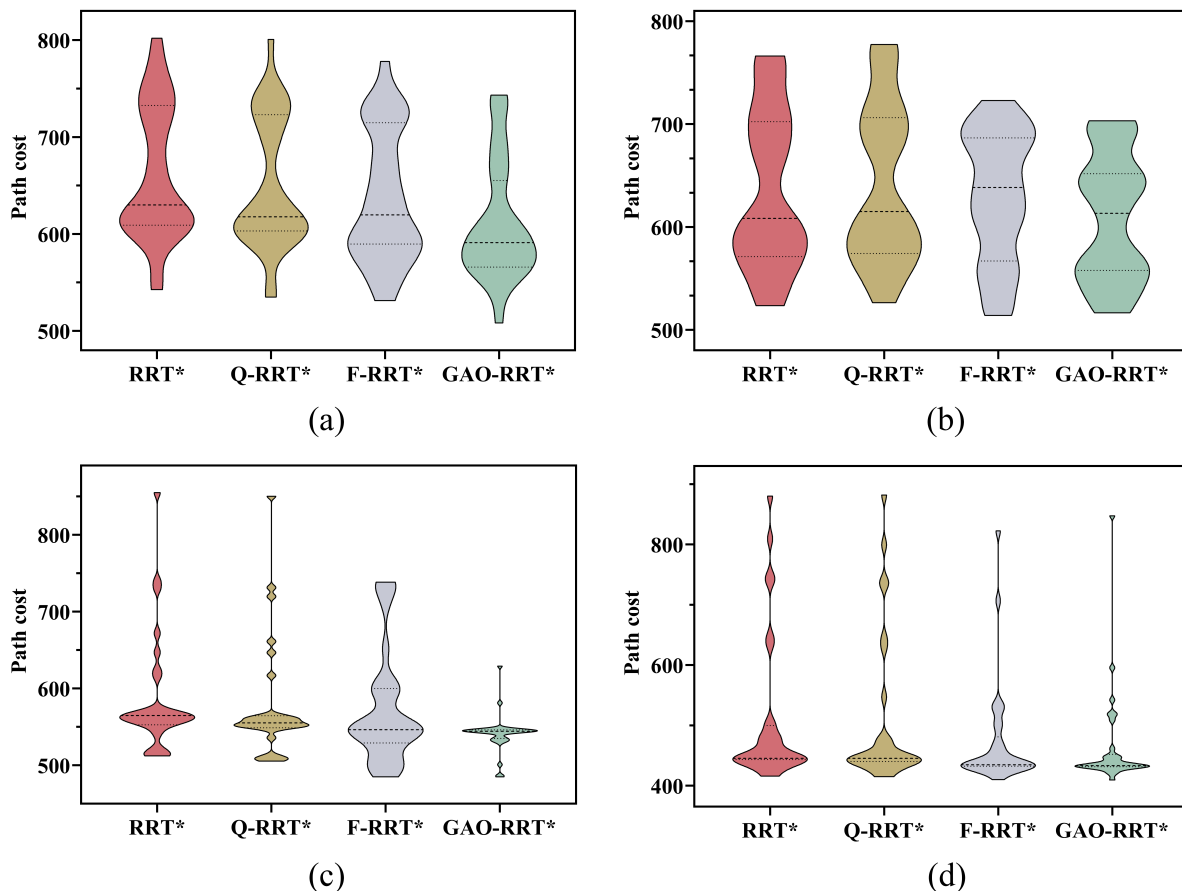 800
700
600
500
Path cost
RRT* Q-RRT* F-RRT* GAO-RRT*
(a)
800
700
600
500
Path cost
RRT* Q-RRT* F-RRT* GAO-RRT*
(b)
800
700
600
500
Path cost
RRT* Q-RRT* F-RRT* GAO-RRT*
(c)
800
600
400
Path cost
RRT* Q-RRT* F-RRT* GAO-RRT*
(d)